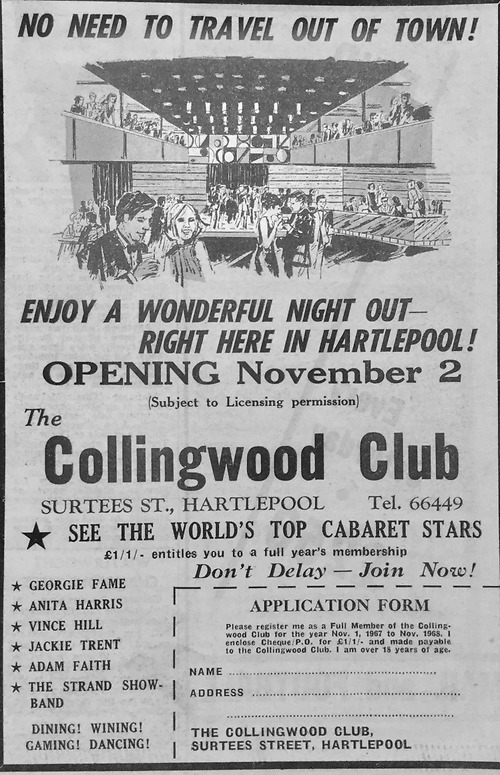 NO NEED TO TRAVEL OUT OF TOWN!
ENJOY A WONDERFUL NIGHT OUT—
RIGHT HERE IN HARTLEPOOL!
OPENING November 2
(Subject to Licensing permission)
The
Collingwood Club
SURTEES ST., HARTLEPOOL Tel. 66449
★ SEE THE WORLD'S TOP CABARET STARS
£1/1/- entitles you to a full year's membership
Don't Delay — Join Now!
★ GEORGIE FAME
★ ANITA HARRIS
★ VINCE HILL
★ JACKIE TRENT
★ ADAM FAITH
★ THE STRAND SHOW-
BAND
DINING! WINING!
GAMING! DANCING!
APPLICATION FORM
Please register me as a Full Member of the Colling-
wood Club for the year Nov. 1, 1967 to Nov. 1968. I
enclose Cheque/P.O. for £1/1/- and made payable
to the Collingwood Club. I am over 18 years of age.
NAME
ADDRESS
THE COLLINGWOOD CLUB,
SURTEES STREET, HARTLEPOOL